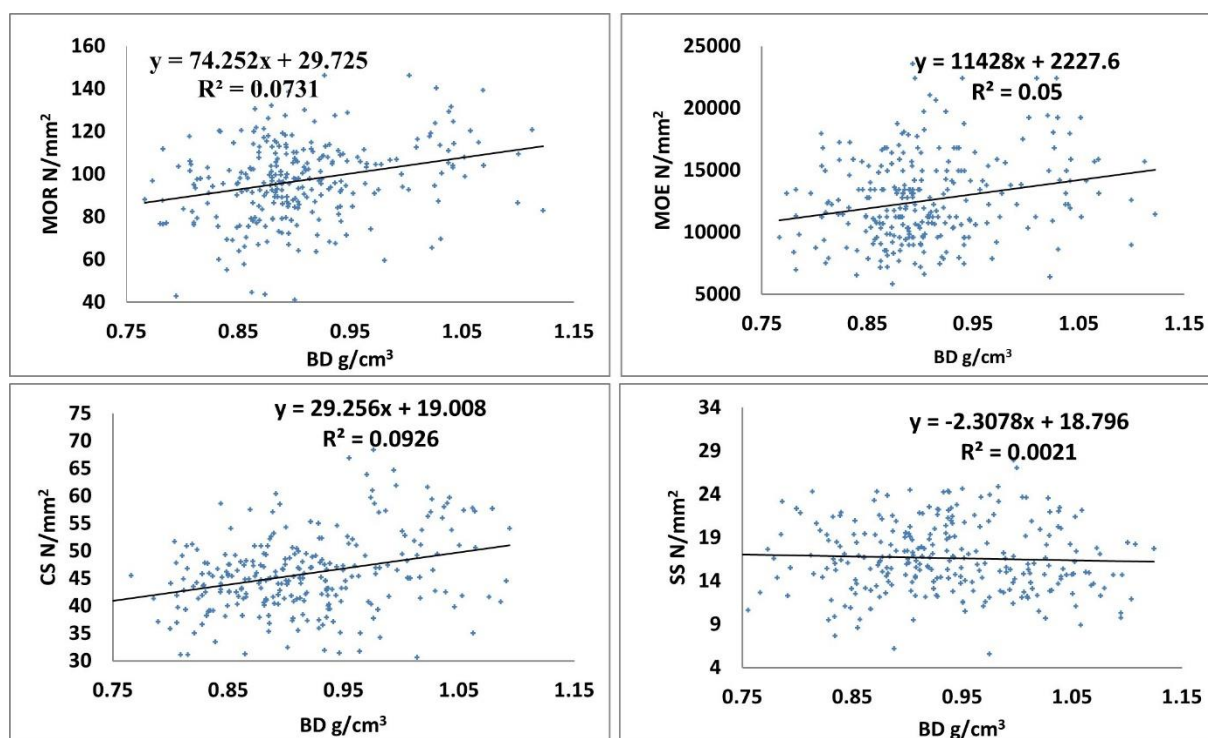 y = 74.252x + 29.725
R² = 0.0731
MOR N/mm²
160
140
120
100
80
60
40
0.75 0.85 0.95 1.05 1.15
BD g/cm³
y = 11428x + 2227.6
R² = 0.05
MOE N/mm²
25000
20000
15000
10000
5000
0.75 0.85 0.95 1.05 1.15
BD g/cm³
y = 29.256x + 19.008
R² = 0.0926
CS N/mm²
75
70
65
60
55
50
45
40
35
30
0.75 0.85 0.95 1.05 1.15
BD g/cm³
y = -2.3078x + 18.796
R² = 0.0021
SS N/mm²
34
29
24
19
14
9
4
0.75 0.85 0.95 1.05 1.15
BD g/cm³